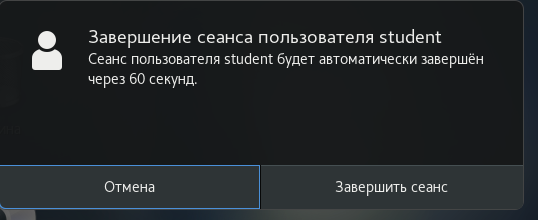 Завершение сеанса пользователя student
Сеанс пользователя student будет автоматически завершён
через 60 секунд.
Отмена
Завершить сеанс